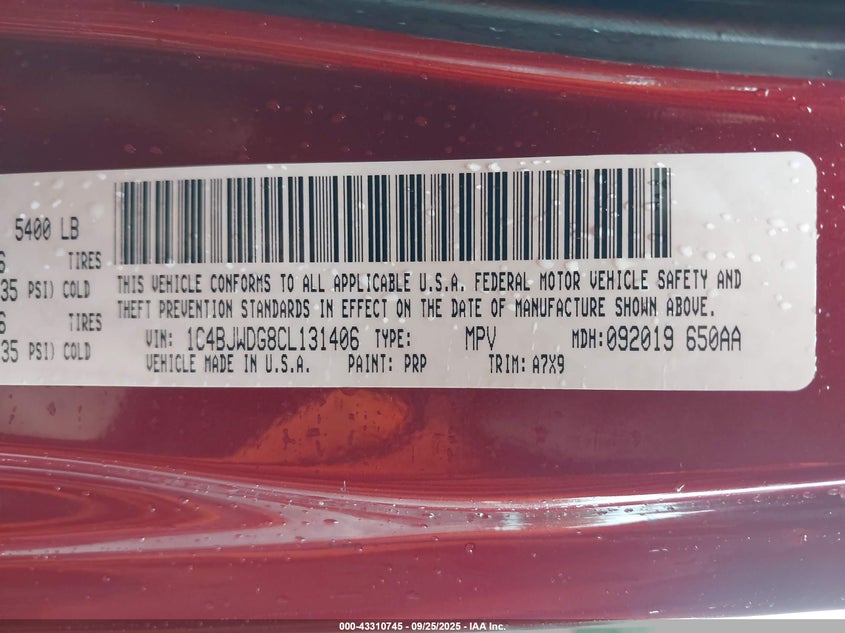 5400 LB
6 TIRES
35 PSI) COLD
6 TIRES
35 PSI) COLD
THIS VEHICLE CONFORMS TO ALL APPLICABLE U.S.A. FEDERAL MOTOR VEHICLE SAFETY AND
THEFT PREVENTION STANDARDS IN EFFECT ON THE DATE OF MANUFACTURE SHOWN ABOVE.
VIN: 1C4BJWDG8CL131406 TYPE: MPV MDH:092019 650AA
VEHICLE MADE IN U.S.A. PAINT: PRP TRIM: A7X9
000-43310745 - 09/25/2025 - IAA Inc.